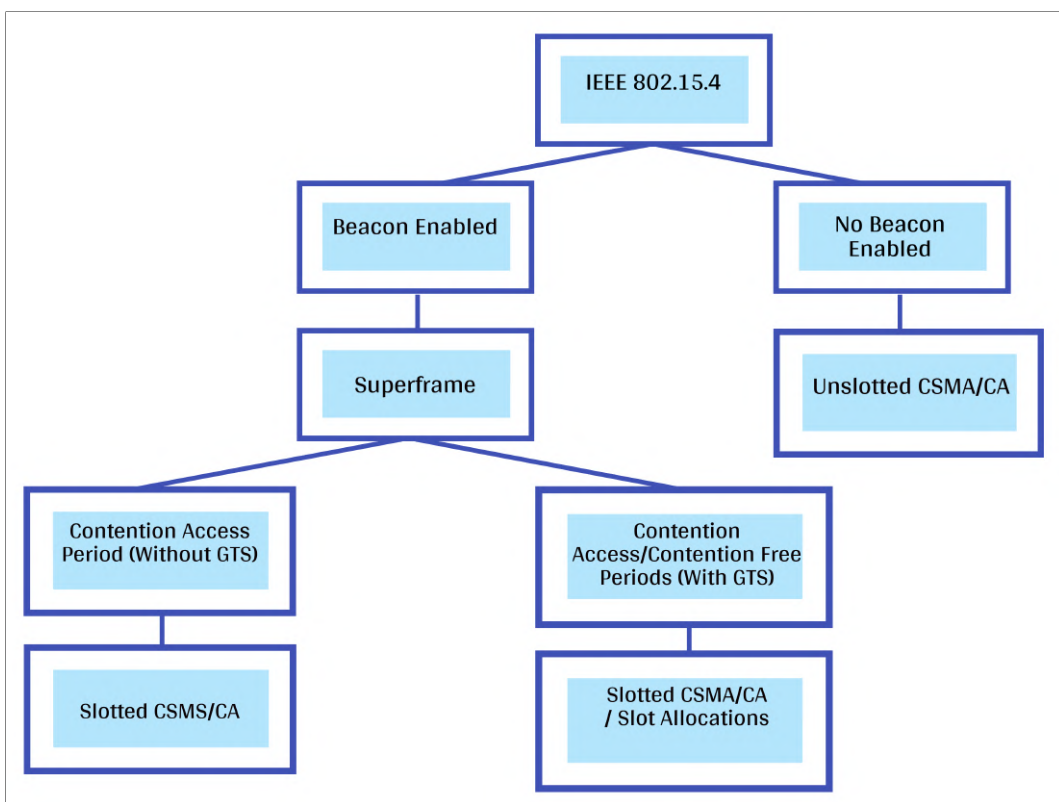 IEEE 802.15.4
Beacon Enabled
No Beacon
Enabled
Superframe
Unslotted CSMA/CA
Contention Access
Period (Without GTS)
Contention
Access/Contention Free
Periods (With GTS)
Slotted CSMS/CA
Slotted CSMA/CA
/ Slot Allocations